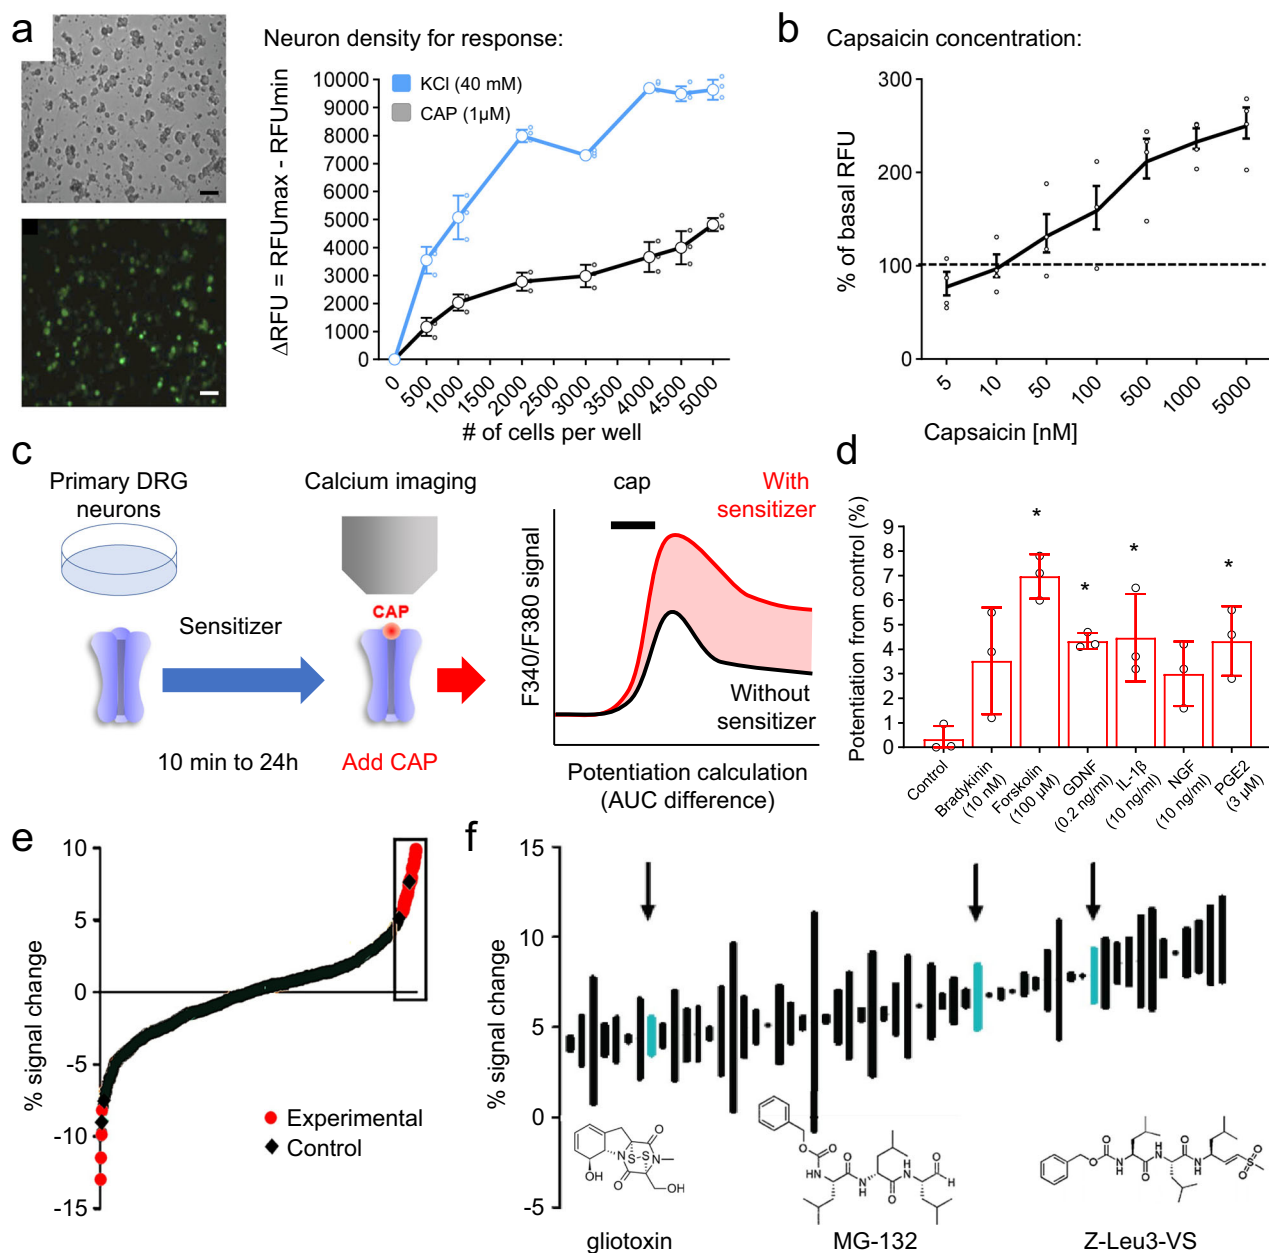 a
Neuron density for response:
ΔRFU = RFUmax - RFUmin
10000
9000
8000
7000
6000
5000
4000
3000
2000
1000
0
KCl (40 mM)
CAP (1µM)
0
500
1000
1500
2000
2500
3000
3500
4000
4500
5000
# of cells per well
b
Capsaicin concentration:
% of basal RFU
300
200
100
0
5
10
50
100
500
1000
5000
Capsaicin [nM]
c
Primary DRG
neurons
Sensitizer
10 min to 24h
Calcium imaging
CAP
Add CAP
F340/F380 signal
cap
With
sensitizer
Without
sensitizer
Potentiation calculation
(AUC difference)
d
Potentiation from control (%)
9
8
7
6
5
4
3
2
1
0
*
*
*
*
Control
Bradykinin
(10 nM)
Forskolin
(100 µM)
GDNF
(0.2 ng/ml)
IL-1β
(10 ng/ml)
NGF
(10 ng/ml)
PGE2
(3 µM)
e
% signal change
10
5
0
-5
-10
-15
Experimental
Control
f
% signal change
15
10
5
0
-5
O
S
S
N
N
OH
O
OH
gliotoxin
O
O
NH
O
NH
O
H
N
O
H
MG-132
O
O
H
N
O
N
H
O
H
N
O
S
O
Z-Leu3-VS